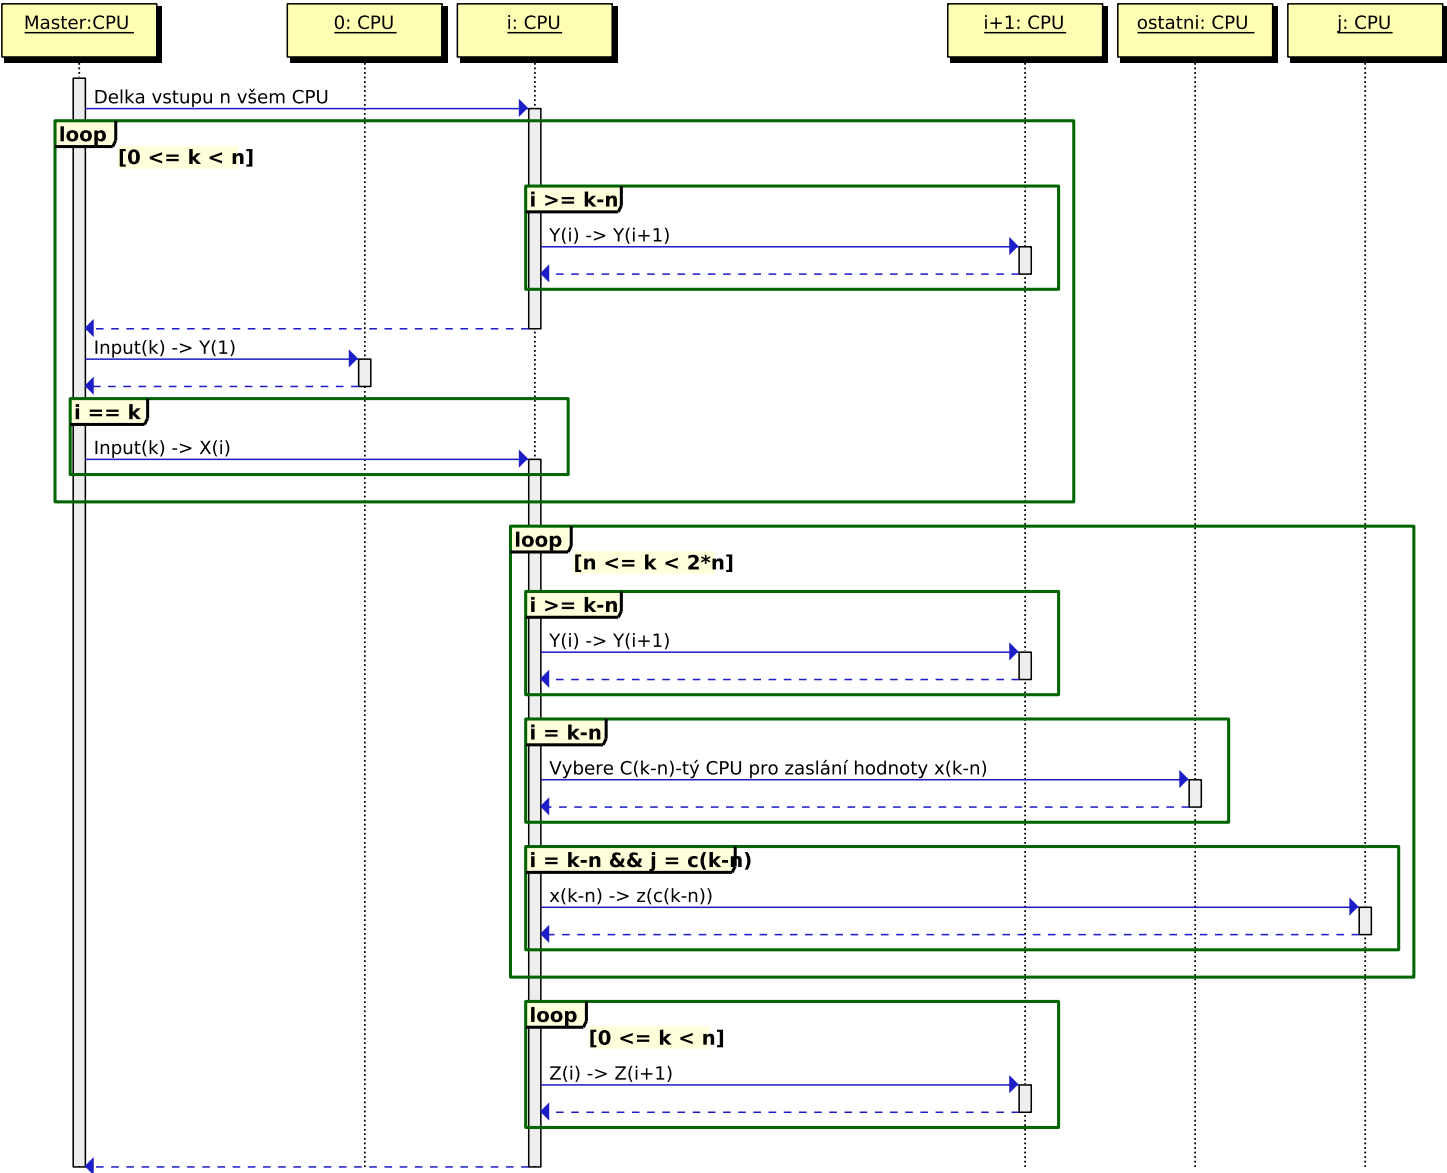 Master:CPU
0: CPU
i: CPU
i+1: CPU
ostatni: CPU
j: CPU
Delka vstupu n všem CPU
loop
[0 <= k < n]
i >= k-n
Y(i) -> Y(i+1)
Input(k) -> Y(1)
i == k
Input(k) -> X(i)
loop
[n <= k < 2*n]
i >= k-n
Y(i) -> Y(i+1)
i = k-n
Vybere C(k-n)-tý CPU pro zaslání hodnoty x(k-n)
i = k-n && j = c(k-n)
x(k-n) -> z(c(k-n))
loop
[0 <= k < n]
Z(i) -> Z(i+1)